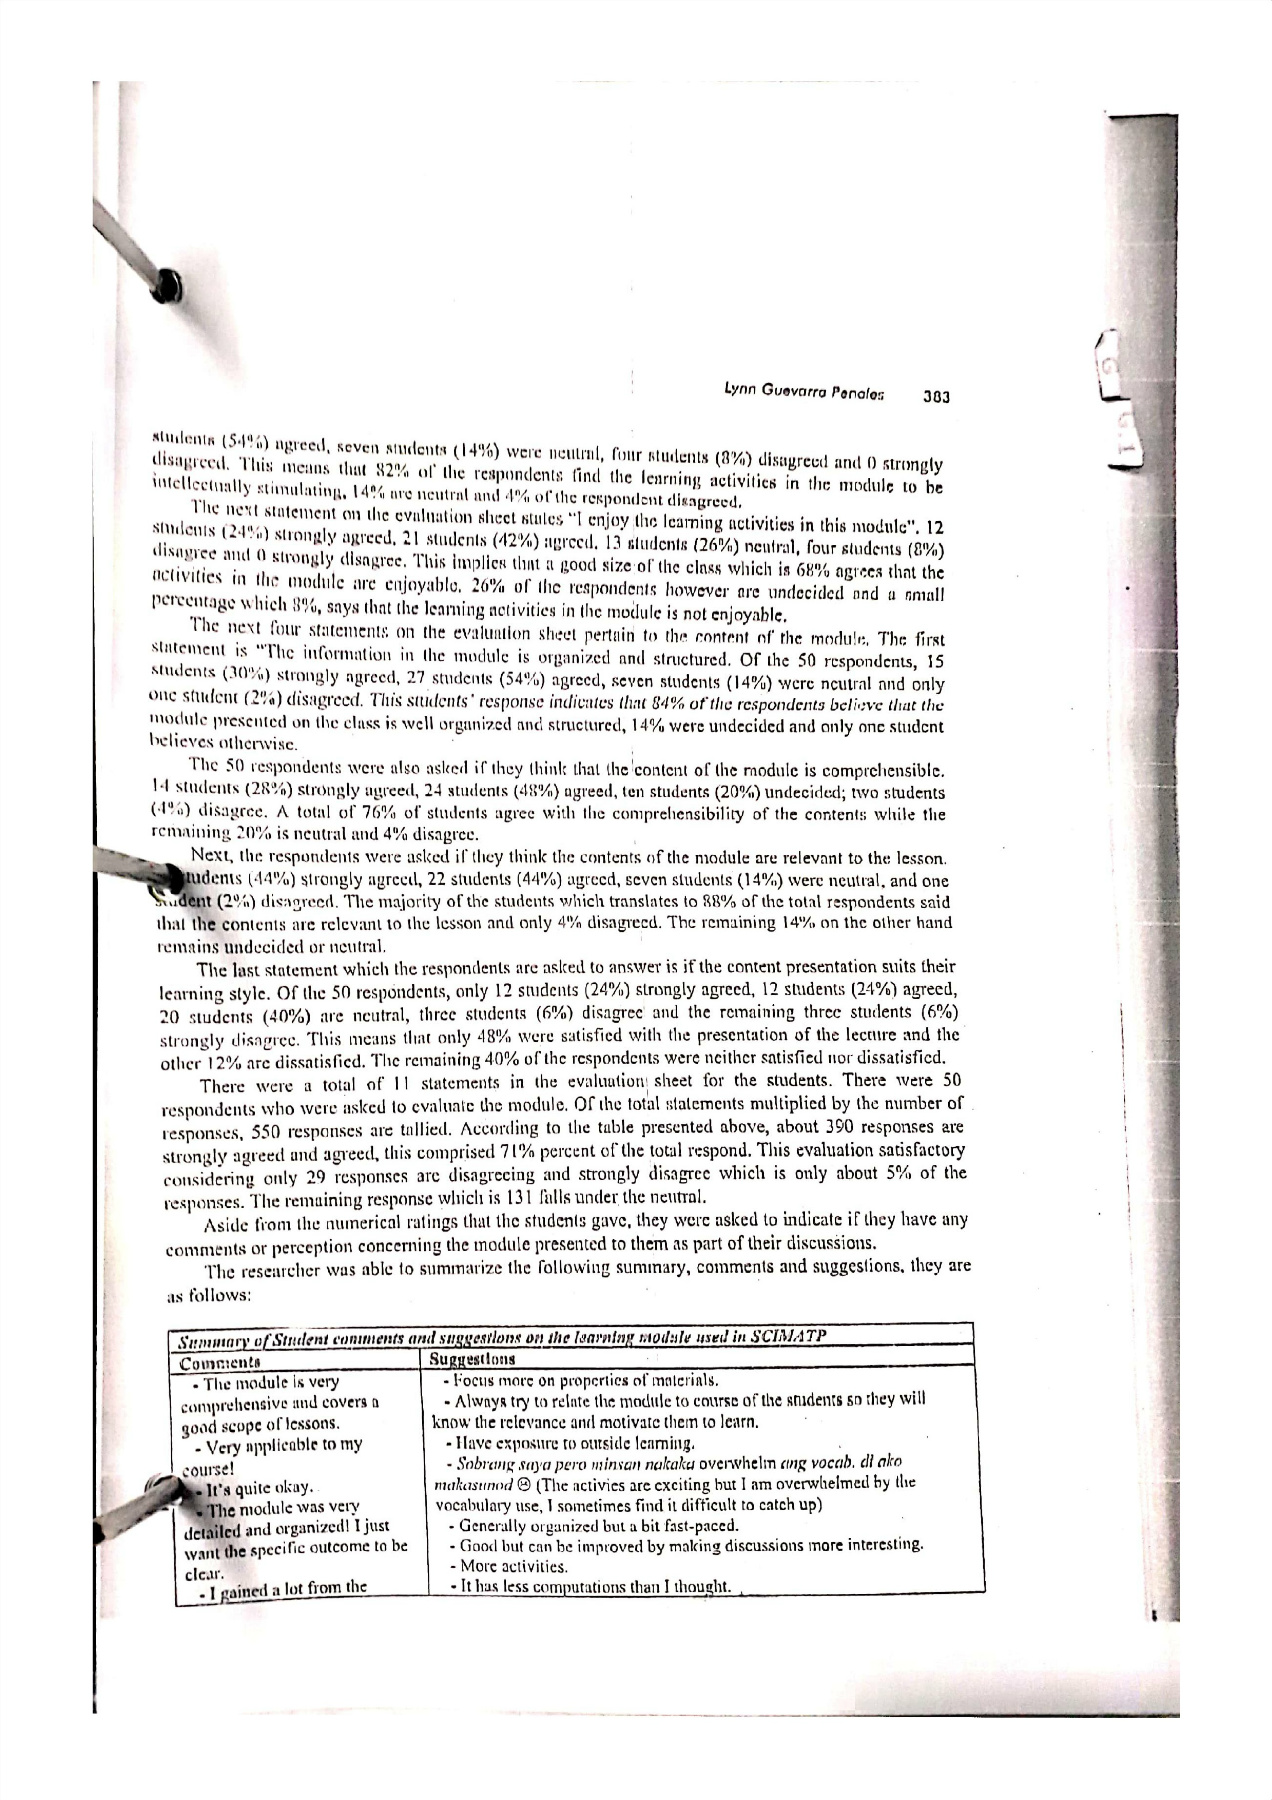 Lynn Guevarra Penales 383
students (54%) agreed, seven students (14%) were neutral, four students (8%) disagreed and 0 strongly
disagreed. This means that 82% of the respondents find the learning activities in the module to be
intellectually stimulating, 14% are neutral and 4% of the respondent disagreed.
The next statement on the evaluation sheet states "I enjoy the learning activities in this module". 12
students (24%) strongly agreed, 21 students (42%) agreed, 13 students (26%) neutral, four students (8%)
disagree and 0 strongly disagree. This implies that a good size of the class which is 68% agrees that the
activities in the module are enjoyable. 26% of the respondents however are undecided and a small
percentage which 8%, says that the learning activities in the module is not enjoyable.
The next four statements on the evaluation sheet pertain to the content of the module. The first
statement is "The information in the module is organized and structured. Of the 50 respondents, 15
students (30%) strongly agreed, 27 students (54%) agreed, seven students (14%) were neutral and only
one student (2%) disagreed. This students' response indicates that 84% of the respondents believe that the
module presented on the class is well organized and structured, 14% were undecided and only one student
believes otherwise.
The 50 respondents were also asked if they think that the content of the module is comprehensible.
14 students (28%) strongly agreed, 24 students (48%) agreed, ten students (20%) undecided; two students
(4%) disagree. A total of 76% of students agree with the comprehensibility of the contents while the
remaining 20% is neutral and 4% disagree.
Next, the respondents were asked if they think the contents of the module are relevant to the lesson.
students (44%) strongly agreed, 22 students (44%) agreed, seven students (14%) were neutral, and one
student (2%) disagreed. The majority of the students which translates to 88% of the total respondents said
that the contents are relevant to the lesson and only 4% disagreed. The remaining 14% on the other hand
remains undecided or neutral.
The last statement which the respondents are asked to answer is if the content presentation suits their
learning style. Of the 50 respondents, only 12 students (24%) strongly agreed, 12 students (24%) agreed,
20 students (40%) are neutral, three students (6%) disagree and the remaining three students (6%)
strongly disagree. This means that only 48% were satisfied with the presentation of the lecture and the
other 12% are dissatisfied. The remaining 40% of the respondents were neither satisfied nor dissatisfied.
There were a total of 11 statements in the evaluation sheet for the students. There were 50
respondents who were asked to evaluate the module. Of the total statements multiplied by the number of
responses, 550 responses are tallied. According to the table presented above, about 390 responses are
strongly agreed and agreed, this comprised 71% percent of the total respond. This evaluation satisfactory
considering only 29 responses are disagreeing and strongly disagree which is only about 5% of the
responses. The remaining response which is 131 falls under the neutral.
Aside from the numerical ratings that the students gave, they were asked to indicate if they have any
comments or perception concerning the module presented to them as part of their discussions.
The researcher was able to summarize the following summary, comments and suggestions, they are
as follows:
Summary of Student comments and suggestions on the learning module used in SCIMATP
Comments
- The module is very
comprehensive and covers a
good scope of lessons.
- Very applicable to my
course!
- It's quite okay.
- The module was very
detailed and organized! I just
want the specific outcome to be
clear.
- I gained a lot from the
Suggestions
- Focus more on properties of materials.
- Always try to relate the module to course of the students so they will
know the relevance and motivate them to learn.
- Have exposure to outside learning.
- Sobrang saya pero minsan nakaka overwhelm ang vocab. di ako
makasunod ☹ (The activies are exciting but I am overwhelmed by the
vocabulary use, I sometimes find it difficult to catch up)
- Generally organized but a bit fast-paced.
- Good but can be improved by making discussions more interesting.
- More activities.
- It has less computations than I thought.